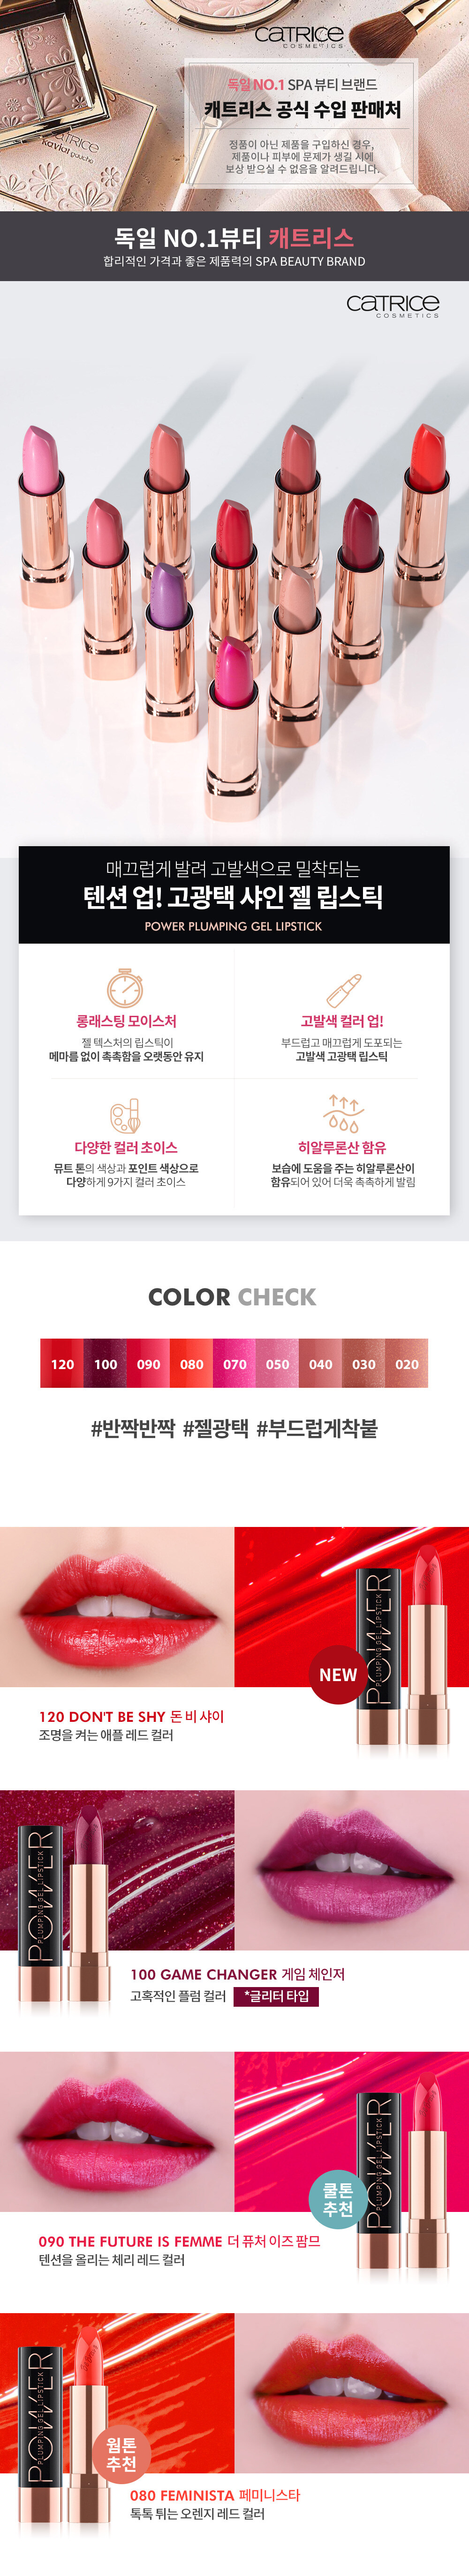 CATRICE
COSMETICS
독일 NO.1 SPA 뷰티 브랜드
캐트리스 공식 수입 판매처
정품이 아닌 제품을 구입하신 경우,
제품이나 피부에 문제가 생길 시에
보상 받으실 수 없음을 알려드립니다.
CATRICE
kaviar gauche
독일 NO.1뷰티 캐트리스
합리적인 가격과 좋은 제품력의 SPA BEAUTY BRAND
CATRICE
COSMETICS
매끄럽게 발려 고발색으로 밀착되는
텐션 업! 고광택 샤인 젤 립스틱
POWER PLUMPING GEL LIPSTICK
롱래스팅 모이스처
젤 텍스처의 립스틱이
메마름 없이 촉촉함을 오랫동안 유지
고발색 컬러 업!
부드럽고 매끄럽게 도포되는
고발색 고광택 립스틱
다양한 컬러 초이스
뮤트 톤의 색상과 포인트 색상으로
다양하게 9가지 컬러 초이스
히알루론산 함유
보습에 도움을 주는 히알루론산이
함유되어 있어 더욱 촉촉하게 발림
COLOR CHECK
120 100 090 080 070 050 040 030 020
#반짝반짝 #젤광택 #부드럽게착붙
NEW
POWER
PLUMPING GEL LIPSTICK
120 DON'T BE SHY 돈 비 샤이
조명을 켜는 애플 레드 컬러
POWER
PLUMPING GEL LIPSTICK
100 GAME CHANGER 게임 체인저
고혹적인 플럼 컬러 *글리터 타입
쿨톤
추천
POWER
PLUMPING GEL LIPSTICK
090 THE FUTURE IS FEMME 더 퓨처 이즈 팜므
텐션을 올리는 체리 레드 컬러
POWER
PLUMPING GEL LIPSTICK
웜톤
추천
080 FEMINISTA 페미니스타
톡톡 튀는 오렌지 레드 컬러